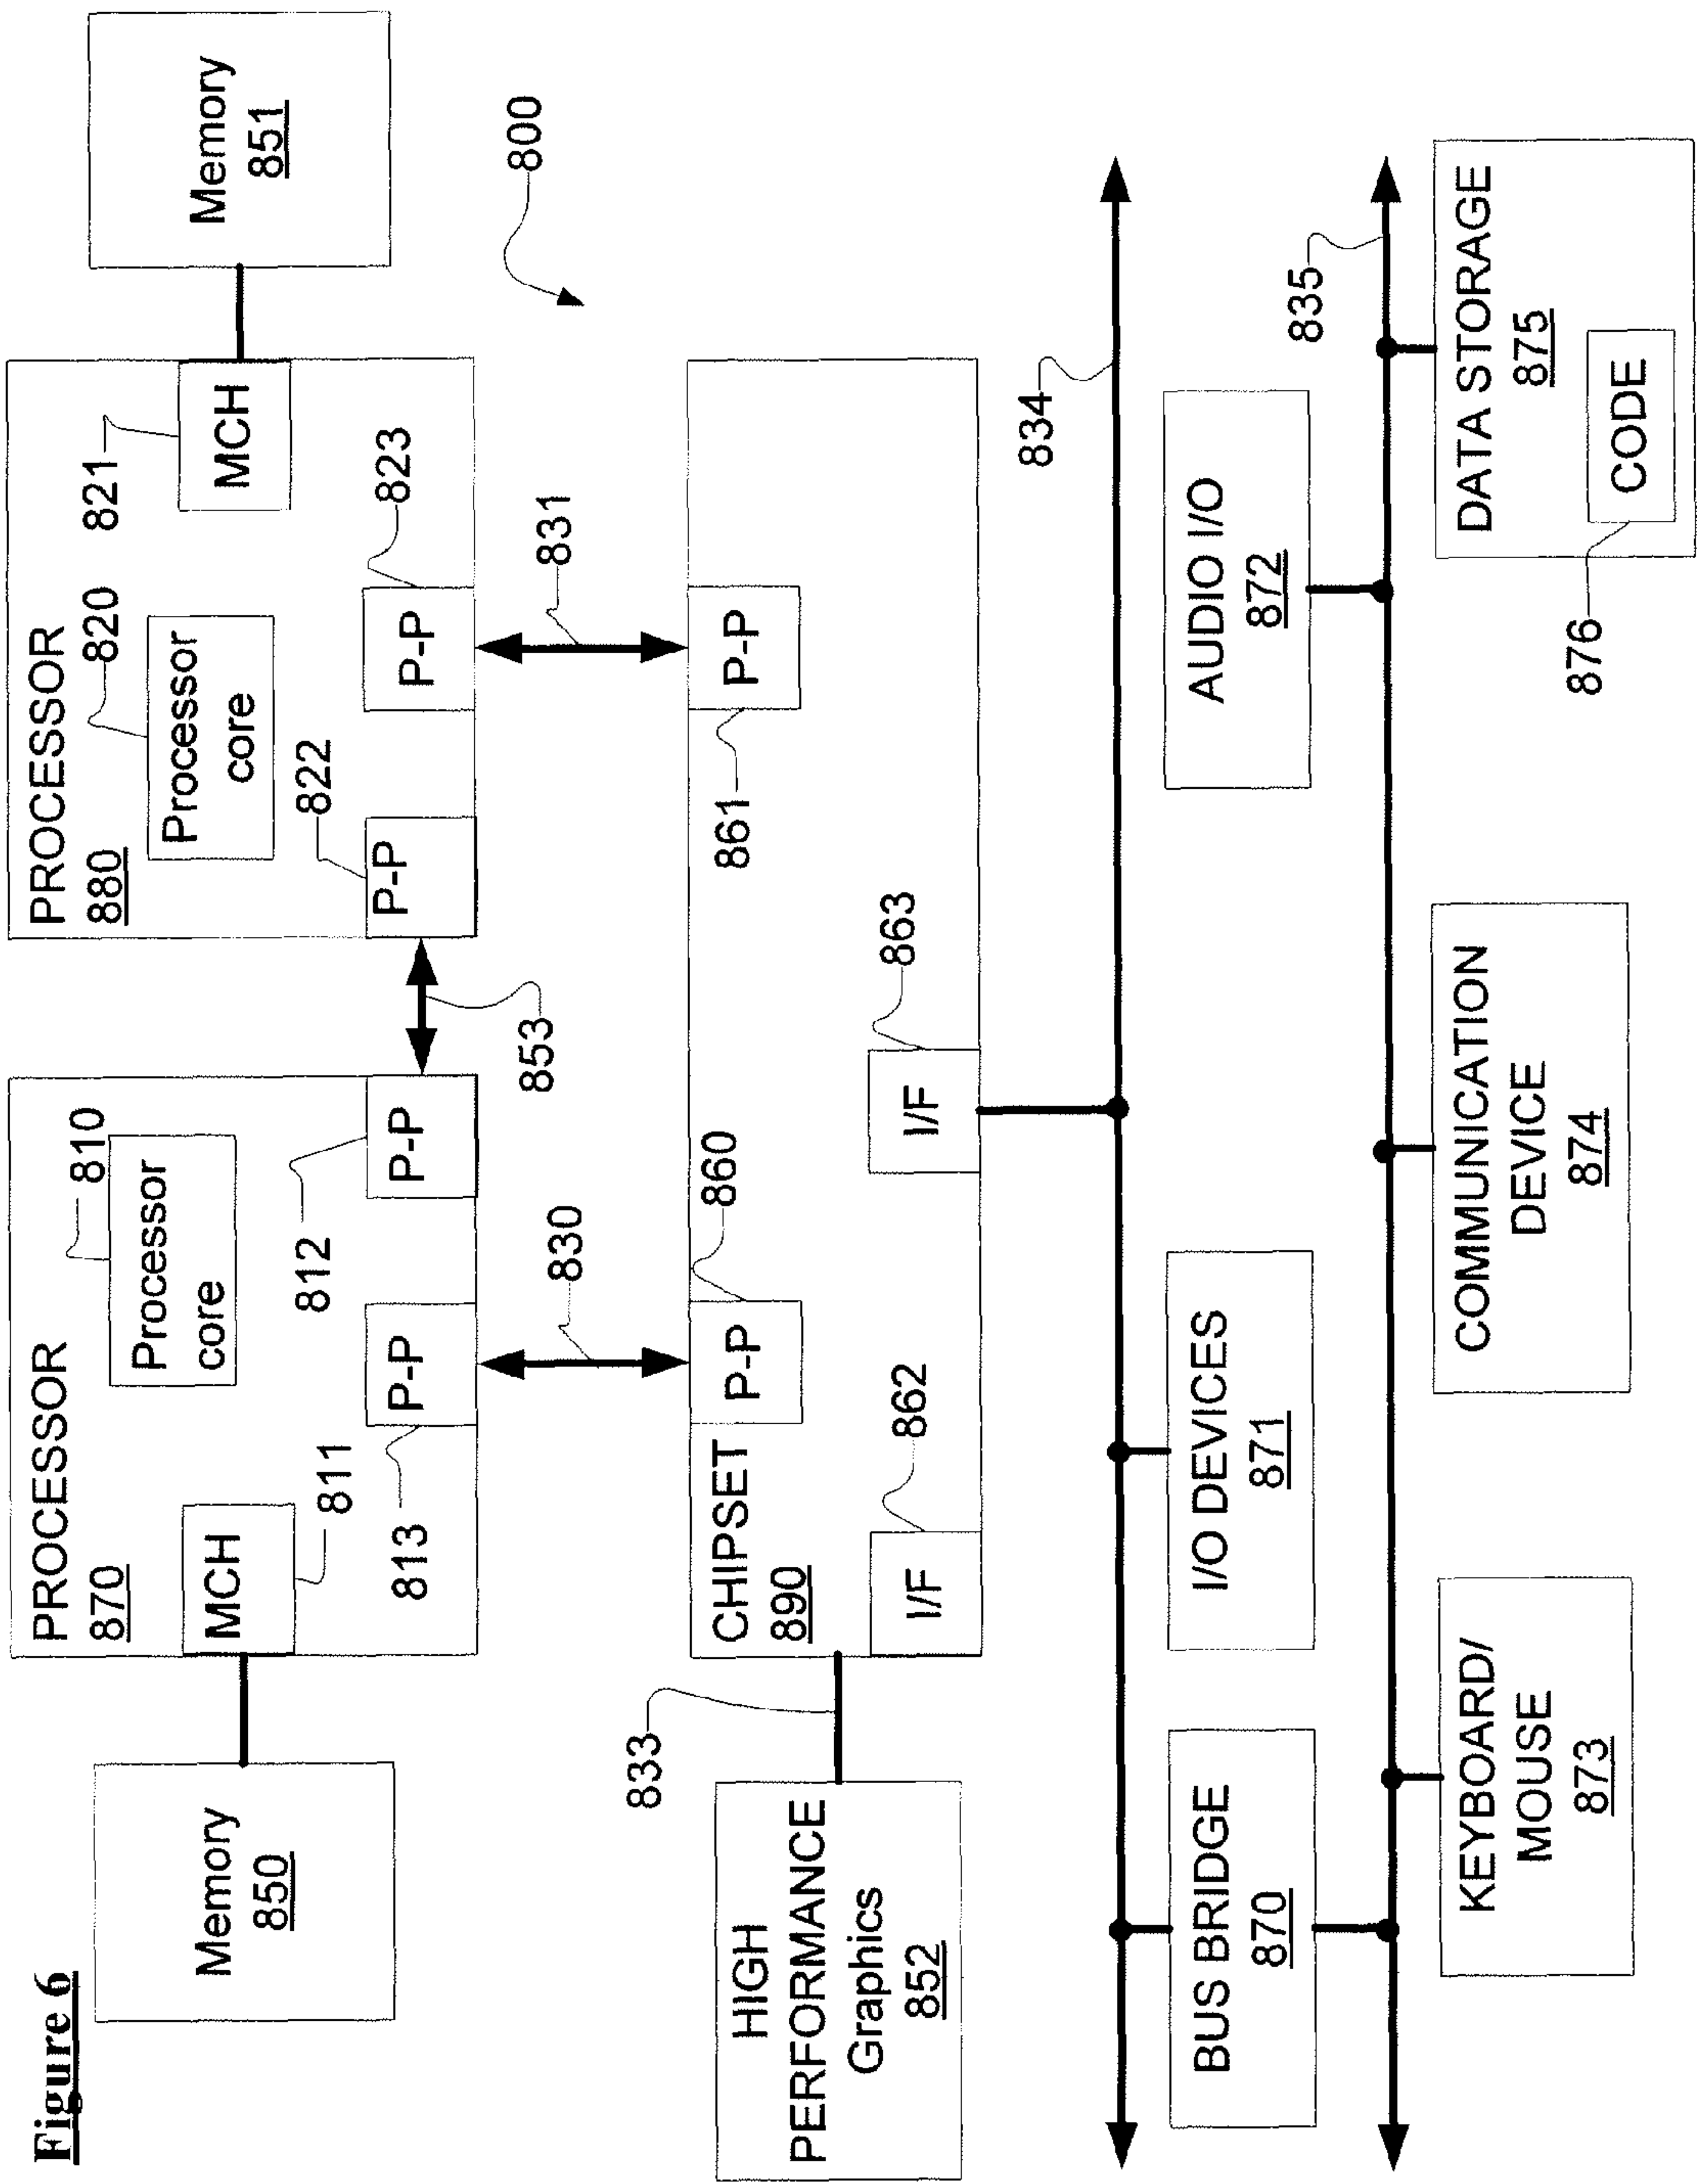 Figure 6
Memory
850
PROCESSOR
870
MCH
811
Processor
core
810
P-P
813
P-P
812
853
PROCESSOR
880
Processor
core
820
MCH
821
P-P
822
P-P
823
Memory
851
830
831
800
HIGH
PERFORMANCE
Graphics
852
833
CHIPSET
890
P-P
860
P-P
861
I/F
862
I/F
863
834
BUS BRIDGE
870
I/O DEVICES
871
AUDIO I/O
872
835
KEYBOARD/
MOUSE
873
COMMUNICATION
DEVICE
874
DATA STORAGE
875
CODE
876